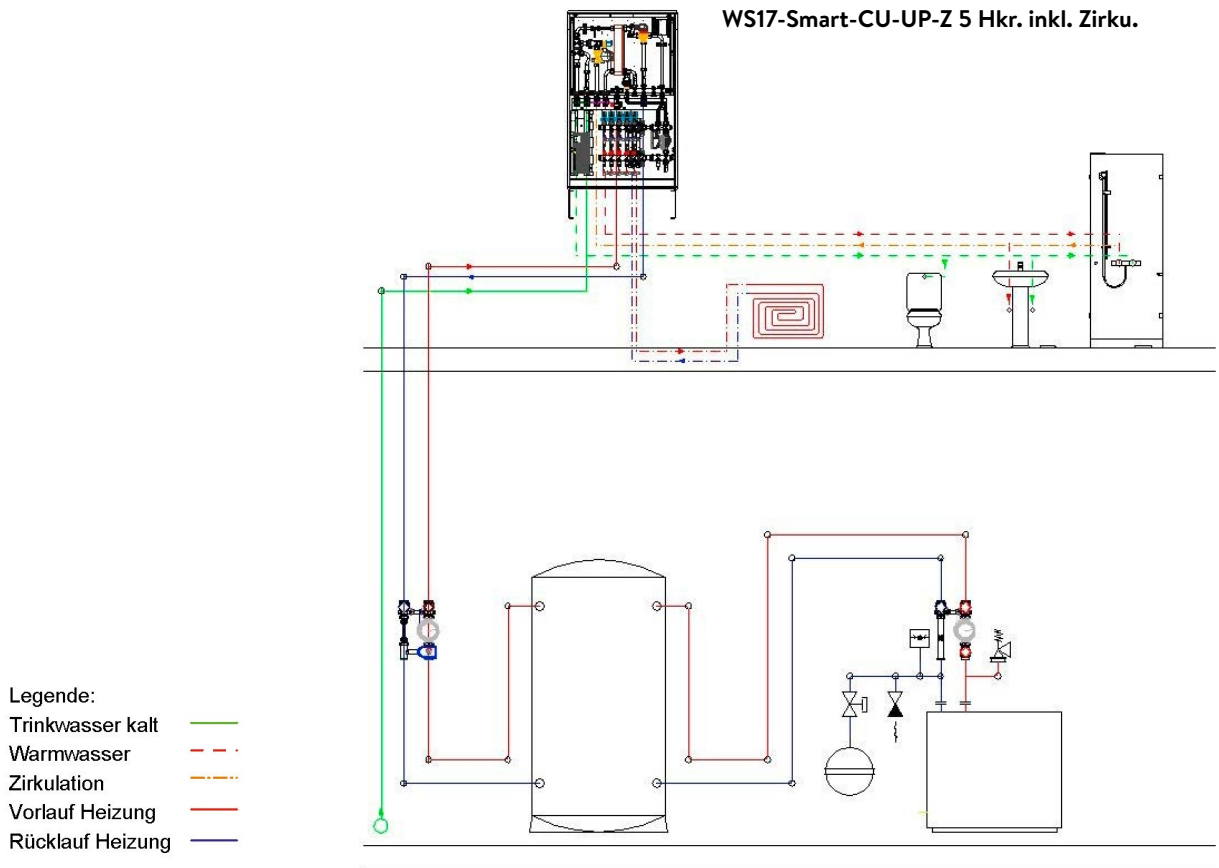 WS17-Smart-CU-UP-Z 5 Hkr. inkl. Zirku.
Legende:
Trinkwasser kalt
Warmwasser
Zirkulation
Vorlauf Heizung
Rücklauf Heizung